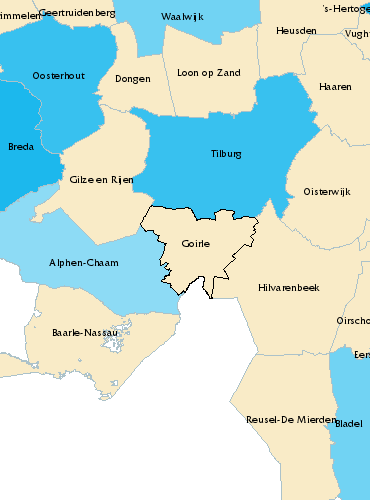 's-Hertoge
Geertruidenberg
rimmelen
Waalwijk
Heusden
Vught
Oosterhout
Dongen
Loon op Zand
Haaren
Breda
Tilburg
Gilze en Rijen
Oisterwijk
Goirle
Alphen-Chaam
Hilvarenbeek
Oirscho
Baarle-Nassau
Eers
Reusel-De Mierden
Bladel